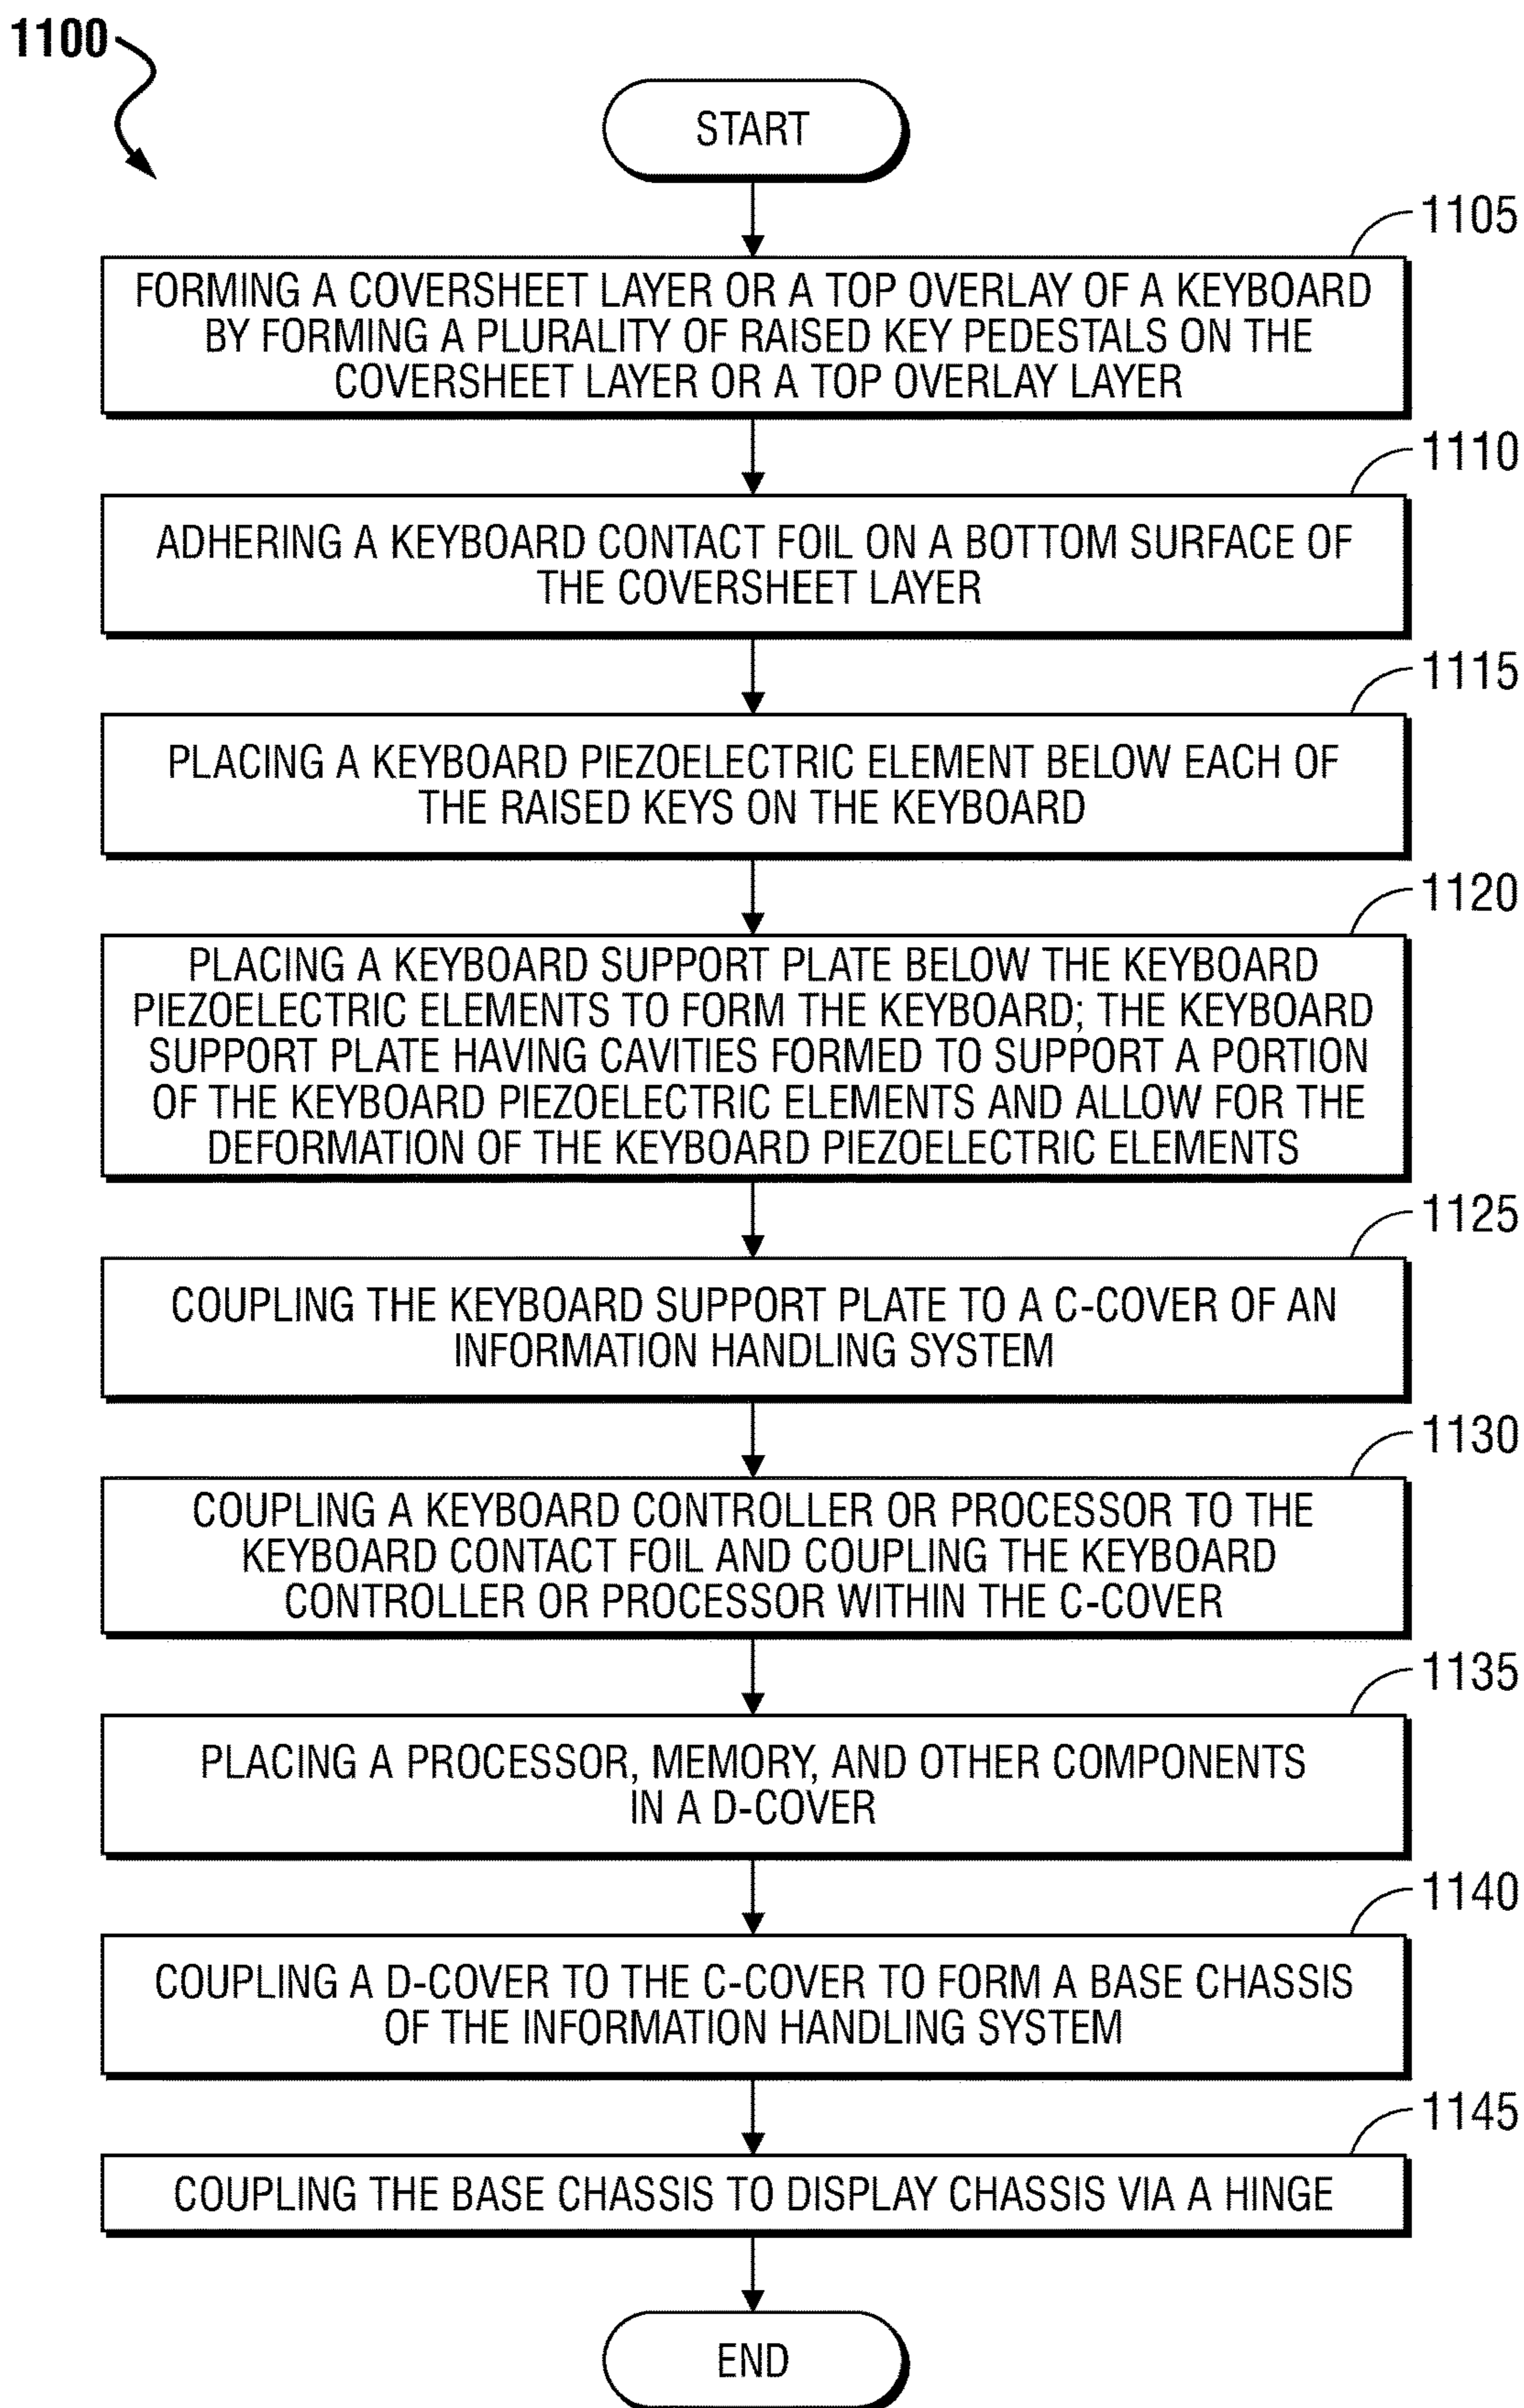 1100
START
1105
FORMING A COVERSHEET LAYER OR A TOP OVERLAY OF A KEYBOARD
BY FORMING A PLURALITY OF RAISED KEY PEDESTALS ON THE
COVERSHEET LAYER OR A TOP OVERLAY LAYER
1110
ADHERING A KEYBOARD CONTACT FOIL ON A BOTTOM SURFACE OF
THE COVERSHEET LAYER
1115
PLACING A KEYBOARD PIEZOELECTRIC ELEMENT BELOW EACH OF
THE RAISED KEYS ON THE KEYBOARD
1120
PLACING A KEYBOARD SUPPORT PLATE BELOW THE KEYBOARD
PIEZOELECTRIC ELEMENTS TO FORM THE KEYBOARD; THE KEYBOARD
SUPPORT PLATE HAVING CAVITIES FORMED TO SUPPORT A PORTION
OF THE KEYBOARD PIEZOELECTRIC ELEMENTS AND ALLOW FOR THE
DEFORMATION OF THE KEYBOARD PIEZOELECTRIC ELEMENTS
1125
COUPLING THE KEYBOARD SUPPORT PLATE TO A C-COVER OF AN
INFORMATION HANDLING SYSTEM
1130
COUPLING A KEYBOARD CONTROLLER OR PROCESSOR TO THE
KEYBOARD CONTACT FOIL AND COUPLING THE KEYBOARD
CONTROLLER OR PROCESSOR WITHIN THE C-COVER
1135
PLACING A PROCESSOR, MEMORY, AND OTHER COMPONENTS
IN A D-COVER
1140
COUPLING A D-COVER TO THE C-COVER TO FORM A BASE CHASSIS
OF THE INFORMATION HANDLING SYSTEM
1145
COUPLING THE BASE CHASSIS TO DISPLAY CHASSIS VIA A HINGE
END